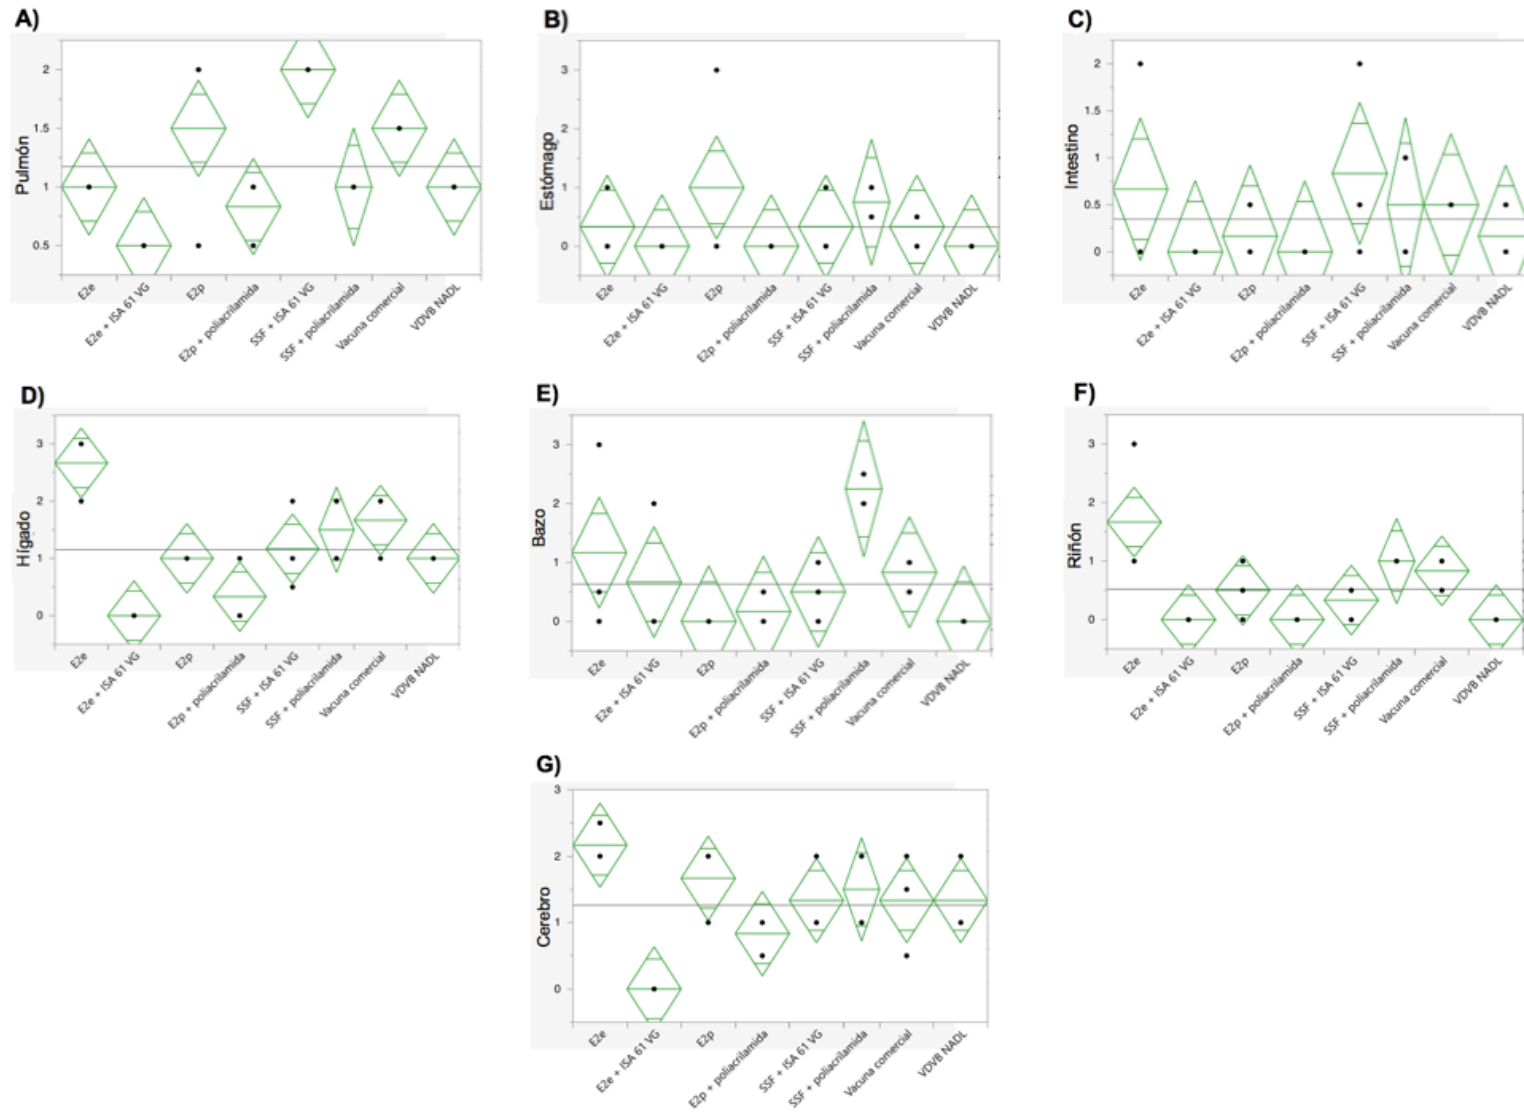 A)
Pulmón
2
1.5
1
0.5
E2e
E2e + ISA 61 VG
E2p
E2p + poliacrilamida
SSF + ISA 61 VG
SSF + poliacrilamida
Vacuna comercial
VDVB NADL
B)
Estómago
3
2
1
0
E2e
E2e + ISA 61 VG
E2p
E2p + poliacrilamida
SSF + ISA 61 VG
SSF + poliacrilamida
Vacuna comercial
VDVB NADL
C)
Intestino
2
1.5
1
0.5
0
E2e
E2e + ISA 61 VG
E2p
E2p + poliacrilamida
SSF + ISA 61 VG
SSF + poliacrilamida
Vacuna comercial
VDVB NADL
D)
Hígado
3
2
1
0
E2e
E2e + ISA 61 VG
E2p
E2p + poliacrilamida
SSF + ISA 61 VG
SSF + poliacrilamida
Vacuna comercial
VDVB NADL
E)
Bazo
3
2
1
0
E2e
E2e + ISA 61 VG
E2p
E2p + poliacrilamida
SSF + ISA 61 VG
SSF + poliacrilamida
Vacuna comercial
VDVB NADL
F)
Riñón
3
2
1
0
E2e
E2e + ISA 61 VG
E2p
E2p + poliacrilamida
SSF + ISA 61 VG
SSF + poliacrilamida
Vacuna comercial
VDVB NADL
G)
Cerebro
3
2
1
0
E2e
E2e + ISA 61 VG
E2p
E2p + poliacrilamida
SSF + ISA 61 VG
SSF + poliacrilamida
Vacuna comercial
VDVB NADL